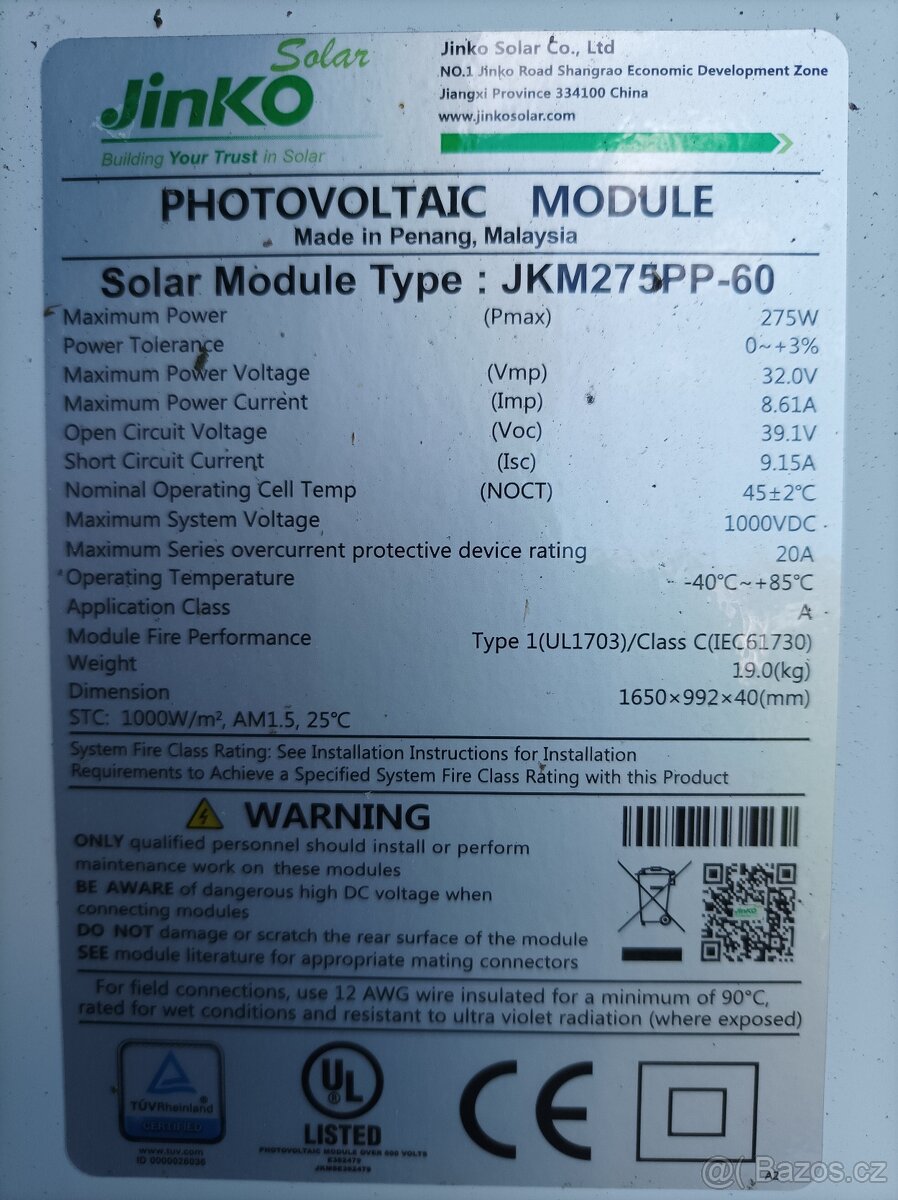 Solar
JinKO
Building Your Trust in Solar
Jinko Solar Co., Ltd
NO.1 Jinko Road Shangrao Economic Development Zone
Jiangxi Province 334100 China
www.jinkosolar.com
PHOTOVOLTAIC MODULE
Made in Penang, Malaysia
Solar Module Type : JKM275PP-60
Maximum Power (Pmax) 275W
Power Tolerance 0~+3%
Maximum Power Voltage (Vmp) 32.0V
Maximum Power Current (Imp) 8.61A
Open Circuit Voltage (Voc) 39.1V
Short Circuit Current (Isc) 9.15A
Nominal Operating Cell Temp (NOCT) 45±2℃
Maximum System Voltage 1000VDC
Maximum Series overcurrent protective device rating 20A
Operating Temperature -40℃~+85℃
Application Class A
Module Fire Performance Type 1(UL1703)/Class C(IEC61730)
Weight 19.0(kg)
Dimension 1650×992×40(mm)
STC: 1000W/m², AM1.5, 25℃
System Fire Class Rating: See Installation Instructions for Installation
Requirements to Achieve a Specified System Fire Class Rating with this Product
WARNING
ONLY qualified personnel should install or perform
maintenance work on these modules
BE AWARE of dangerous high DC voltage when
connecting modules
DO NOT damage or scratch the rear surface of the module
SEE module literature for appropriate mating connectors
JinKO
For field connections, use 12 AWG wire insulated for a minimum of 90℃,
rated for wet conditions and resistant to ultra violet radiation (where exposed)
TÜVRheinland®
CERTIFIED
www.tuv.com
ID 0000026036
UL ®
LISTED
PHOTOVOLTAIC MODULE OVER 600 VOLTS
E362479
JKMSE362479
CE
A2
@ Bazos.cz